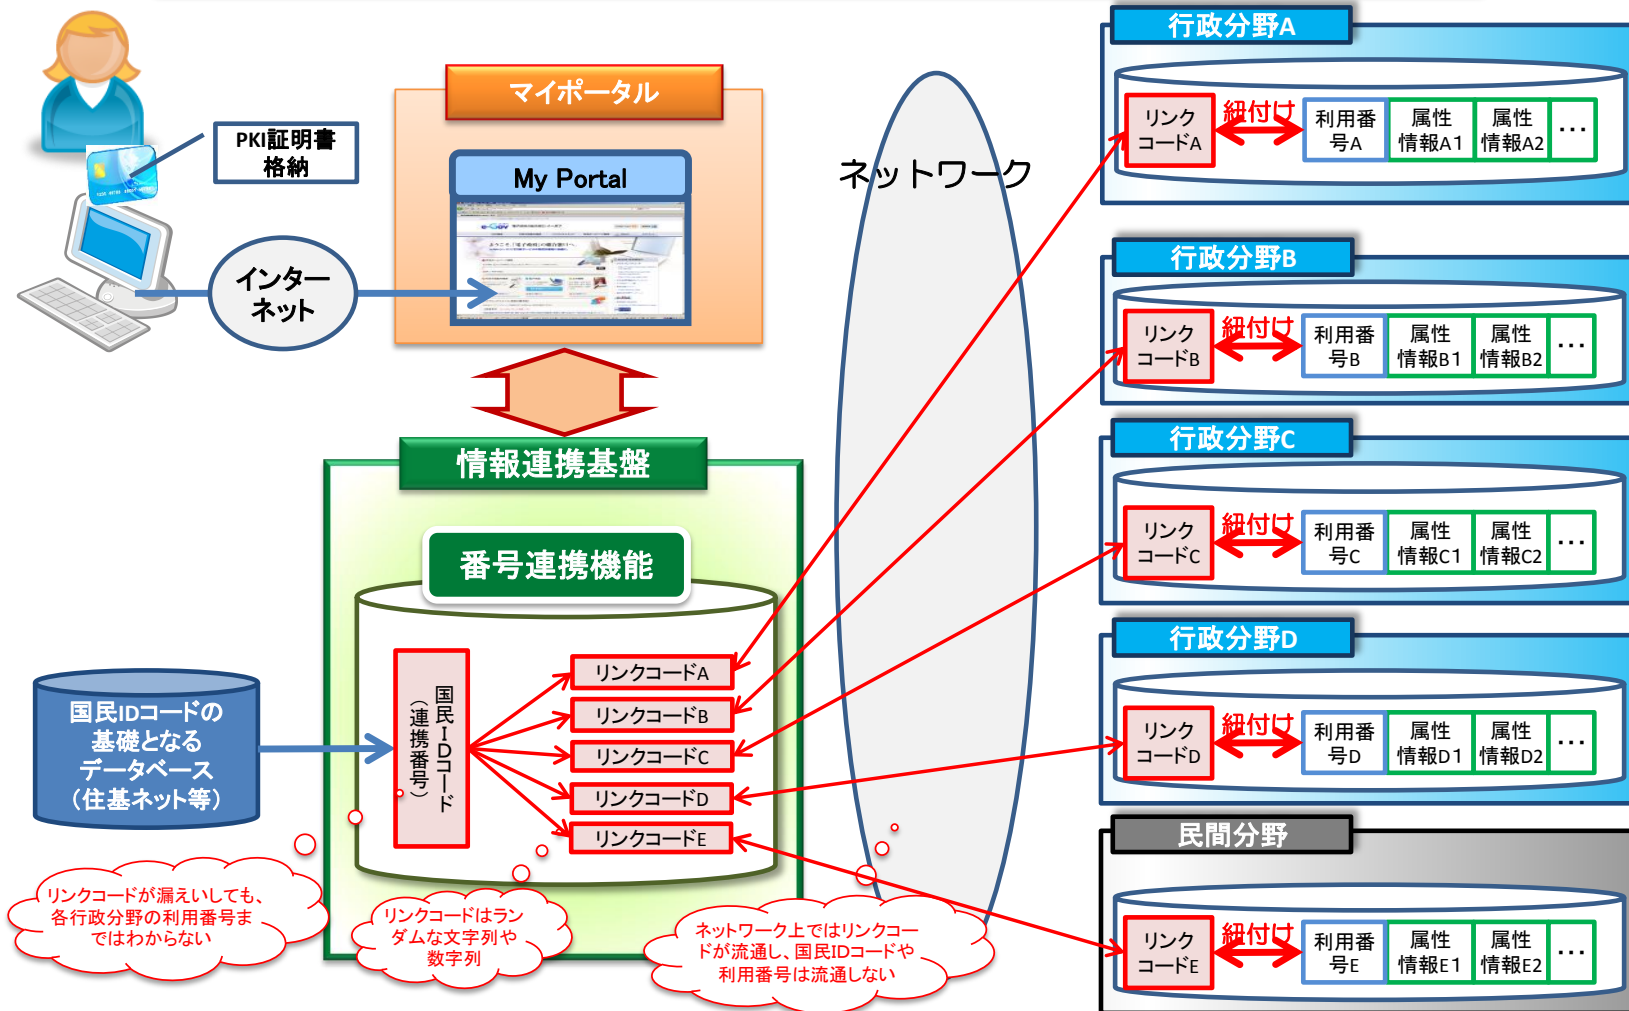 PKI証明書
格納
マイポータル
My Portal
インター
ネット
ネットワーク
情報連携基盤
番号連携機能
国民IDコード
（連携番号）
リンクコードA
リンクコードB
リンクコードC
リンクコードD
リンクコードE
国民IDコードの
基礎となる
データベース
（住基ネット等）
リンクコードが漏えいしても、
各行政分野の利用番号ま
ではわからない
リンクコードはラン
ダムな文字列や
数字列
ネットワーク上ではリンクコー
ドが流通し、国民IDコードや
利用番号は流通しない
行政分野A
リンク
コードA
紐付け
利用番
号A
属性
情報A1
属性
情報A2
…
行政分野B
リンク
コードB
紐付け
利用番
号B
属性
情報B1
属性
情報B2
…
行政分野C
リンク
コードC
紐付け
利用番
号C
属性
情報C1
属性
情報C2
…
行政分野D
リンク
コードD
紐付け
利用番
号D
属性
情報D1
属性
情報D2
…
民間分野
リンク
コードE
紐付け
利用番
号E
属性
情報E1
属性
情報E2
…